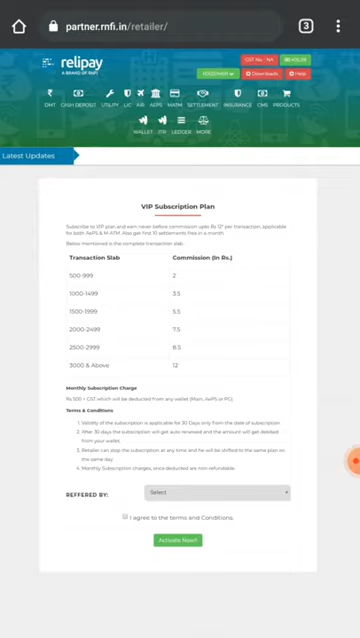 partner.rnfi.in/retailer/
3
relipay
A BRAND OF RNFI
GST No : NA
Downloads
Help
DMT CASH DEPOSIT UTILITY LIC AIR AEPS MATM SETTLEMENT INSURANCE CMS PRODUCTS
WALLET ITR LEDGER MORE
Latest Updates
VIP Subscription Plan
Subscribe to VIP plan and earn never before commission upto Rs 12* per transaction, applicable
for both AePS & M-ATM. Also get first 10 settlements free in a month
Below mentioned is the complete transaction slab.
Transaction Slab Commission (In Rs.)
500-999 2
1000-1499 3.5
1500-1999 5.5
2000-2499 7.5
2500-2999 8.5
3000 & Above 12
Monthly Subscription Charge
Rs 500 + GST, which will be deducted from any wallet (Main, AePS or PG).
Terms & Conditions
1. Validity of the subscription is applicable for 30 Days only from the date of subscription
2. After 30 days the subscription will get auto renewed and the amount will get debited
from your wallet
3. Retailer can stop the subscription at any time and he will be shifted to the same plan on
the same day
4. Monthly Subscription charges, once deducted are non-refundable.
REFFERED BY: Select
I agree to the terms and Conditions.
Activate Now!!